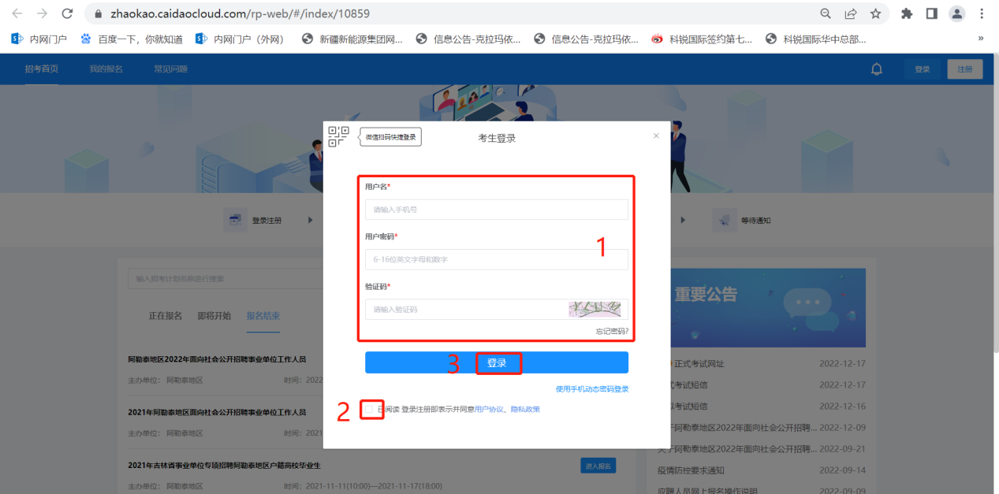 zhaokao.caidaocloud.com/rp-web/#/index/10859
内网门户 百度一下，你就知道 内网门户（外网） 新疆新能源集团网... 信息公告-克拉玛依... 信息公告-克拉玛依... 科锐国际签约第七... 科锐国际华中总部... »
招考首页 我的报名 常见问题 登录 注册
微信扫码快捷登录 考生登录 ×
用户名*
请输入手机号
登录注册 等待通知
用户密码*
1
6-16位英文字母和数字
输入招考计划名称进行搜索
验证码*
重要公告
请输入验证码
正在报名 即将开始 报名结束
忘记密码?
阿勒泰地区2022年面向社会公开招聘事业单位工作人员
3 登录
正式考试网址 2022-12-17
主办单位： 阿勒泰地区 时间：2022
考试短信 2022-12-17
使用手机动态密码登录
2 已阅读 登录注册即表示并同意用户协议、隐私政策
考试短信 2022-12-16
2021年阿勒泰地区面向社会公开招聘事业单位工作人员
于阿勒泰地区2022年面向社会公开招聘... 2022-12-09
主办单位： 阿勒泰地区 时间：2021
关于阿勒泰地区2022年面向社会公开招聘... 2022-09-21
2021年吉林省事业单位专项招聘阿勒泰地区户籍高校毕业生 进入报名
疫情防控要求通知 2022-09-14
主办单位： 阿勒泰地区 时间：2021-11-11(10:00)—2021-11-17(18:00)
应聘人员网上报名操作说明 2022-09-09